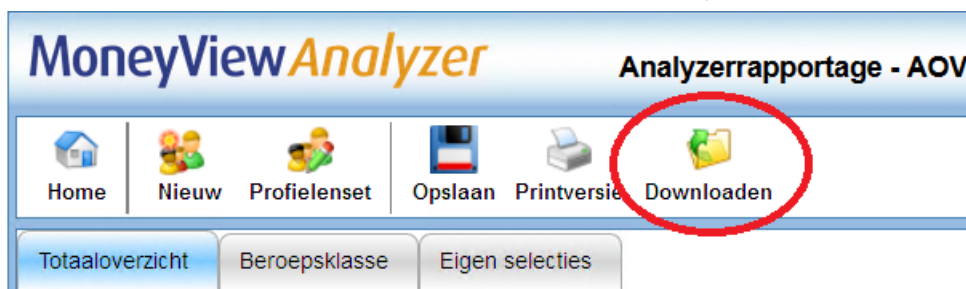 MoneyViewAnalyzer Analyzerrapportage - AOV
Home Nieuw Profielenset Opslaan Printversie Downloaden
Totaaloverzicht Beroepsklasse Eigen selecties